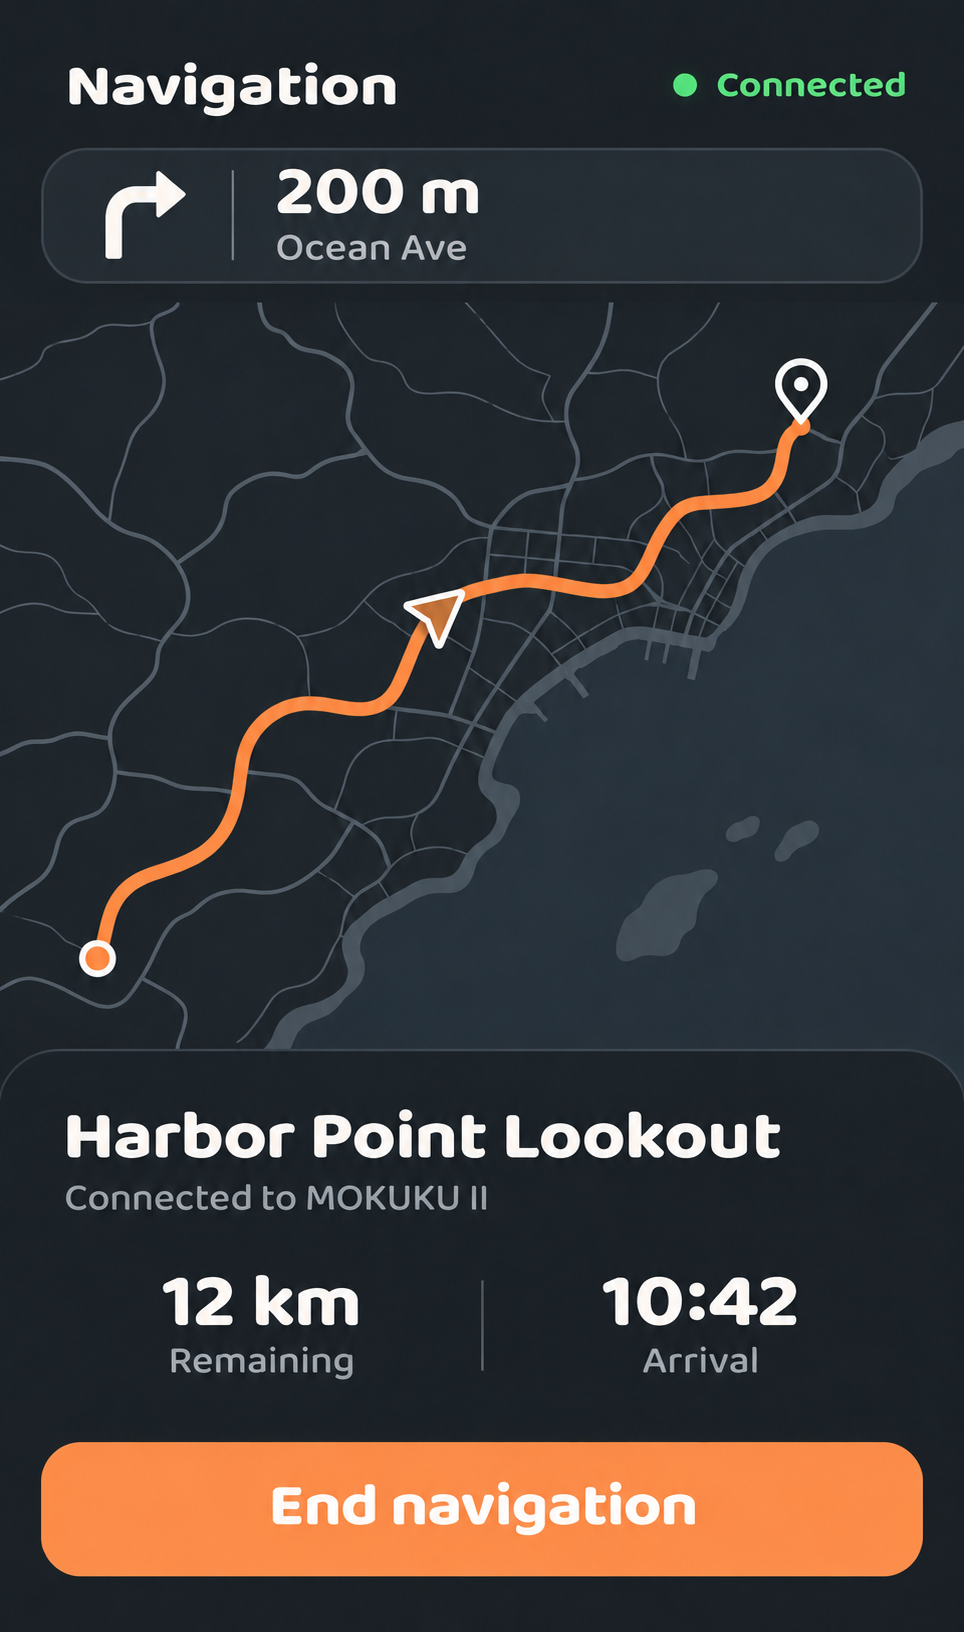 Navigation
Connected
200 m
Ocean Ave
Harbor Point Lookout
Connected to MOKUKU II
12 km
Remaining
10:42
Arrival
End navigation